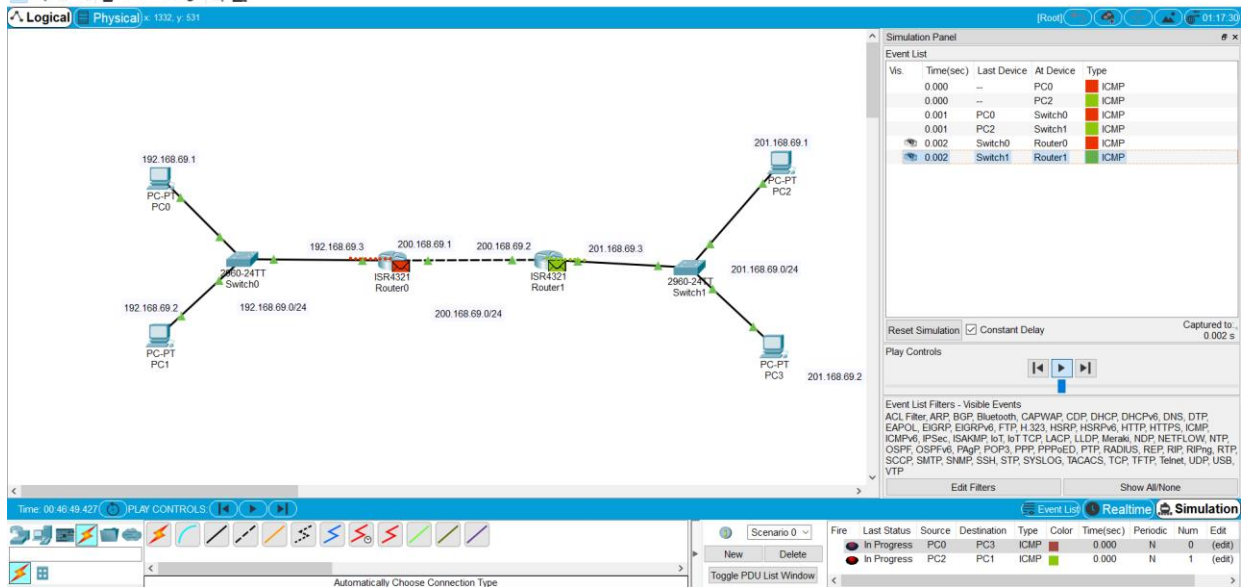 Logical Physical x: 1332, y: 531
[Root] 01:17:30
192.168.69.1
PC-PT
PC0
192.168.69.2
PC-PT
PC1
2960-24TT
Switch0
192.168.69.0/24
192.168.69.3
200.168.69.1
ISR4321
Router0
200.168.69.0/24
200.168.69.2
ISR4321
Router1
201.168.69.3
2960-24TT
Switch1
201.168.69.0/24
201.168.69.1
PC-PT
PC2
PC-PT
PC3
201.168.69.2
Simulation Panel
Event List
Vis. Time(sec) Last Device At Device Type
0.000 -- PC0 ICMP
0.000 -- PC2 ICMP
0.001 PC0 Switch0 ICMP
0.001 PC2 Switch1 ICMP
0.002 Switch0 Router0 ICMP
0.002 Switch1 Router1 ICMP
Reset Simulation Constant Delay
Captured to:
0.002 s
Play Controls
Event List Filters - Visible Events
ACL Filter, ARP, BGP, Bluetooth, CAPWAP, CDP, DHCP, DHCPv6, DNS, DTP,
EAPOL, EIGRP, EIGRPv6, FTP, H.323, HSRP, HSRPv6, HTTP, HTTPS, ICMP,
ICMPv6, IPSec, ISAKMP, IoT, IoT TCP, LACP, LLDP, Meraki, NDP, NETFLOW, NTP,
OSPF, OSPFv6, PAgP, POP3, PPP, PPPoED, PTP, RADIUS, REP, RIP, RIPng, RTP,
SCCP, SMTP, SNMP, SSH, STP, SYSLOG, TACACS, TCP, TFTP, Telnet, UDP, USB,
VTP
Edit Filters Show All/None
Time: 00:46:49.427 PLAY CONTROLS:
Event List Realtime Simulation
Automatically Choose Connection Type
Scenario 0
New Delete
Toggle PDU List Window
Fire Last Status Source Destination Type Color Time(sec) Periodic Num Edit
In Progress PC0 PC3 ICMP 0.000 N 0 (edit)
In Progress PC2 PC1 ICMP 0.000 N 1 (edit)